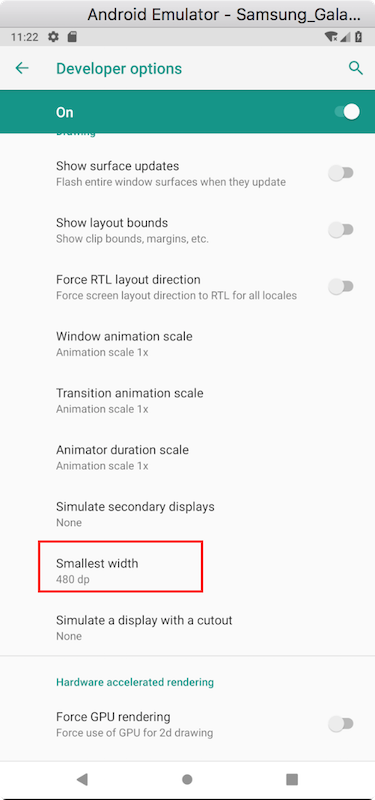 Android Emulator - Samsung_Gala...
11:22
Developer options
On
Drawing
Show surface updates
Flash entire window surfaces when they update
Show layout bounds
Show clip bounds, margins, etc.
Force RTL layout direction
Force screen layout direction to RTL for all locales
Window animation scale
Animation scale 1x
Transition animation scale
Animation scale 1x
Animator duration scale
Animation scale 1x
Simulate secondary displays
None
Smallest width
480 dp
Simulate a display with a cutout
None
Hardware accelerated rendering
Force GPU rendering
Force use of GPU for 2d drawing